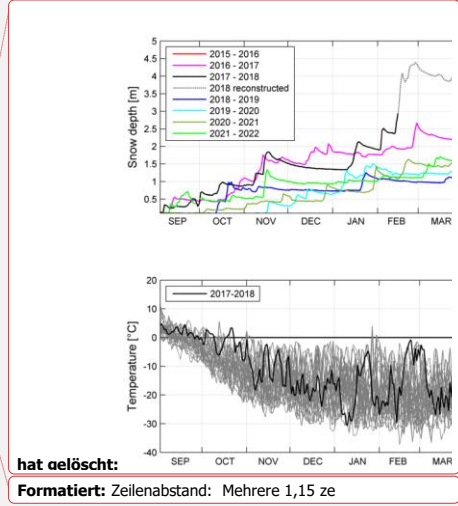 5
4.5
4
3.5
3
2.5
2
1.5
1
0.5
Snow depth [m]
2015 - 2016
2016 - 2017
2017 - 2018
2018 reconstructed
2018 - 2019
2019 - 2020
2020 - 2021
2021 - 2022
SEP OCT NOV DEC JAN FEB MAR
20
10
0
-10
-20
-30
-40
Temperature [°C]
2017-2018
SEP OCT NOV DEC JAN FEB MAR
hat gelöscht:
Formatiert: Zeilenabstand: Mehrere 1,15 ze